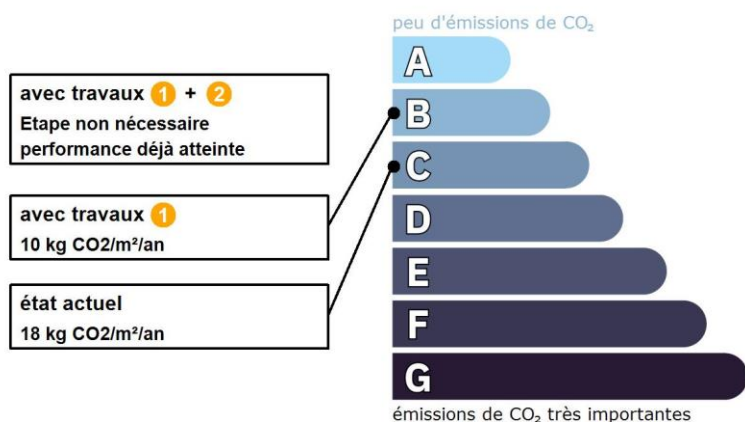 peu d'émissions de CO₂
A
B
C
D
E
F
G
émissions de CO₂ très importantes
avec travaux 1 + 2
Etape non nécessaire
performance déjà atteinte
avec travaux 1
10 kg CO2/m²/an
état actuel
18 kg CO2/m²/an